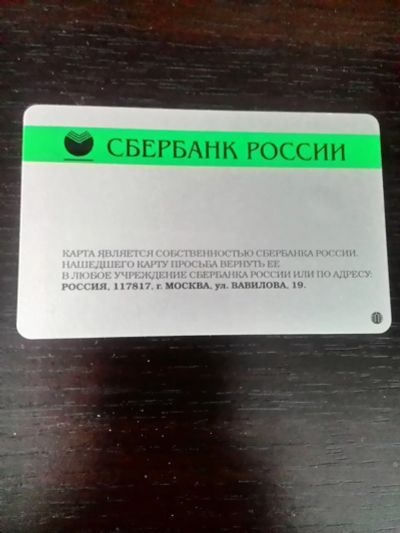 СБЕРБАНК РОССИИ
КАРТА ЯВЛЯЕТСЯ СОБСТВЕННОСТЬЮ СБЕРБАНКА РОССИИ.
НАШЕДШЕГО КАРТУ ПРОСЬБА ВЕРНУТЬ ЕЕ
В ЛЮБОЕ УЧРЕЖДЕНИЕ СБЕРБАНКА РОССИИ ИЛИ ПО АДРЕСУ:
РОССИЯ, 117817, г. МОСКВА, ул. ВАВИЛОВА, 19.